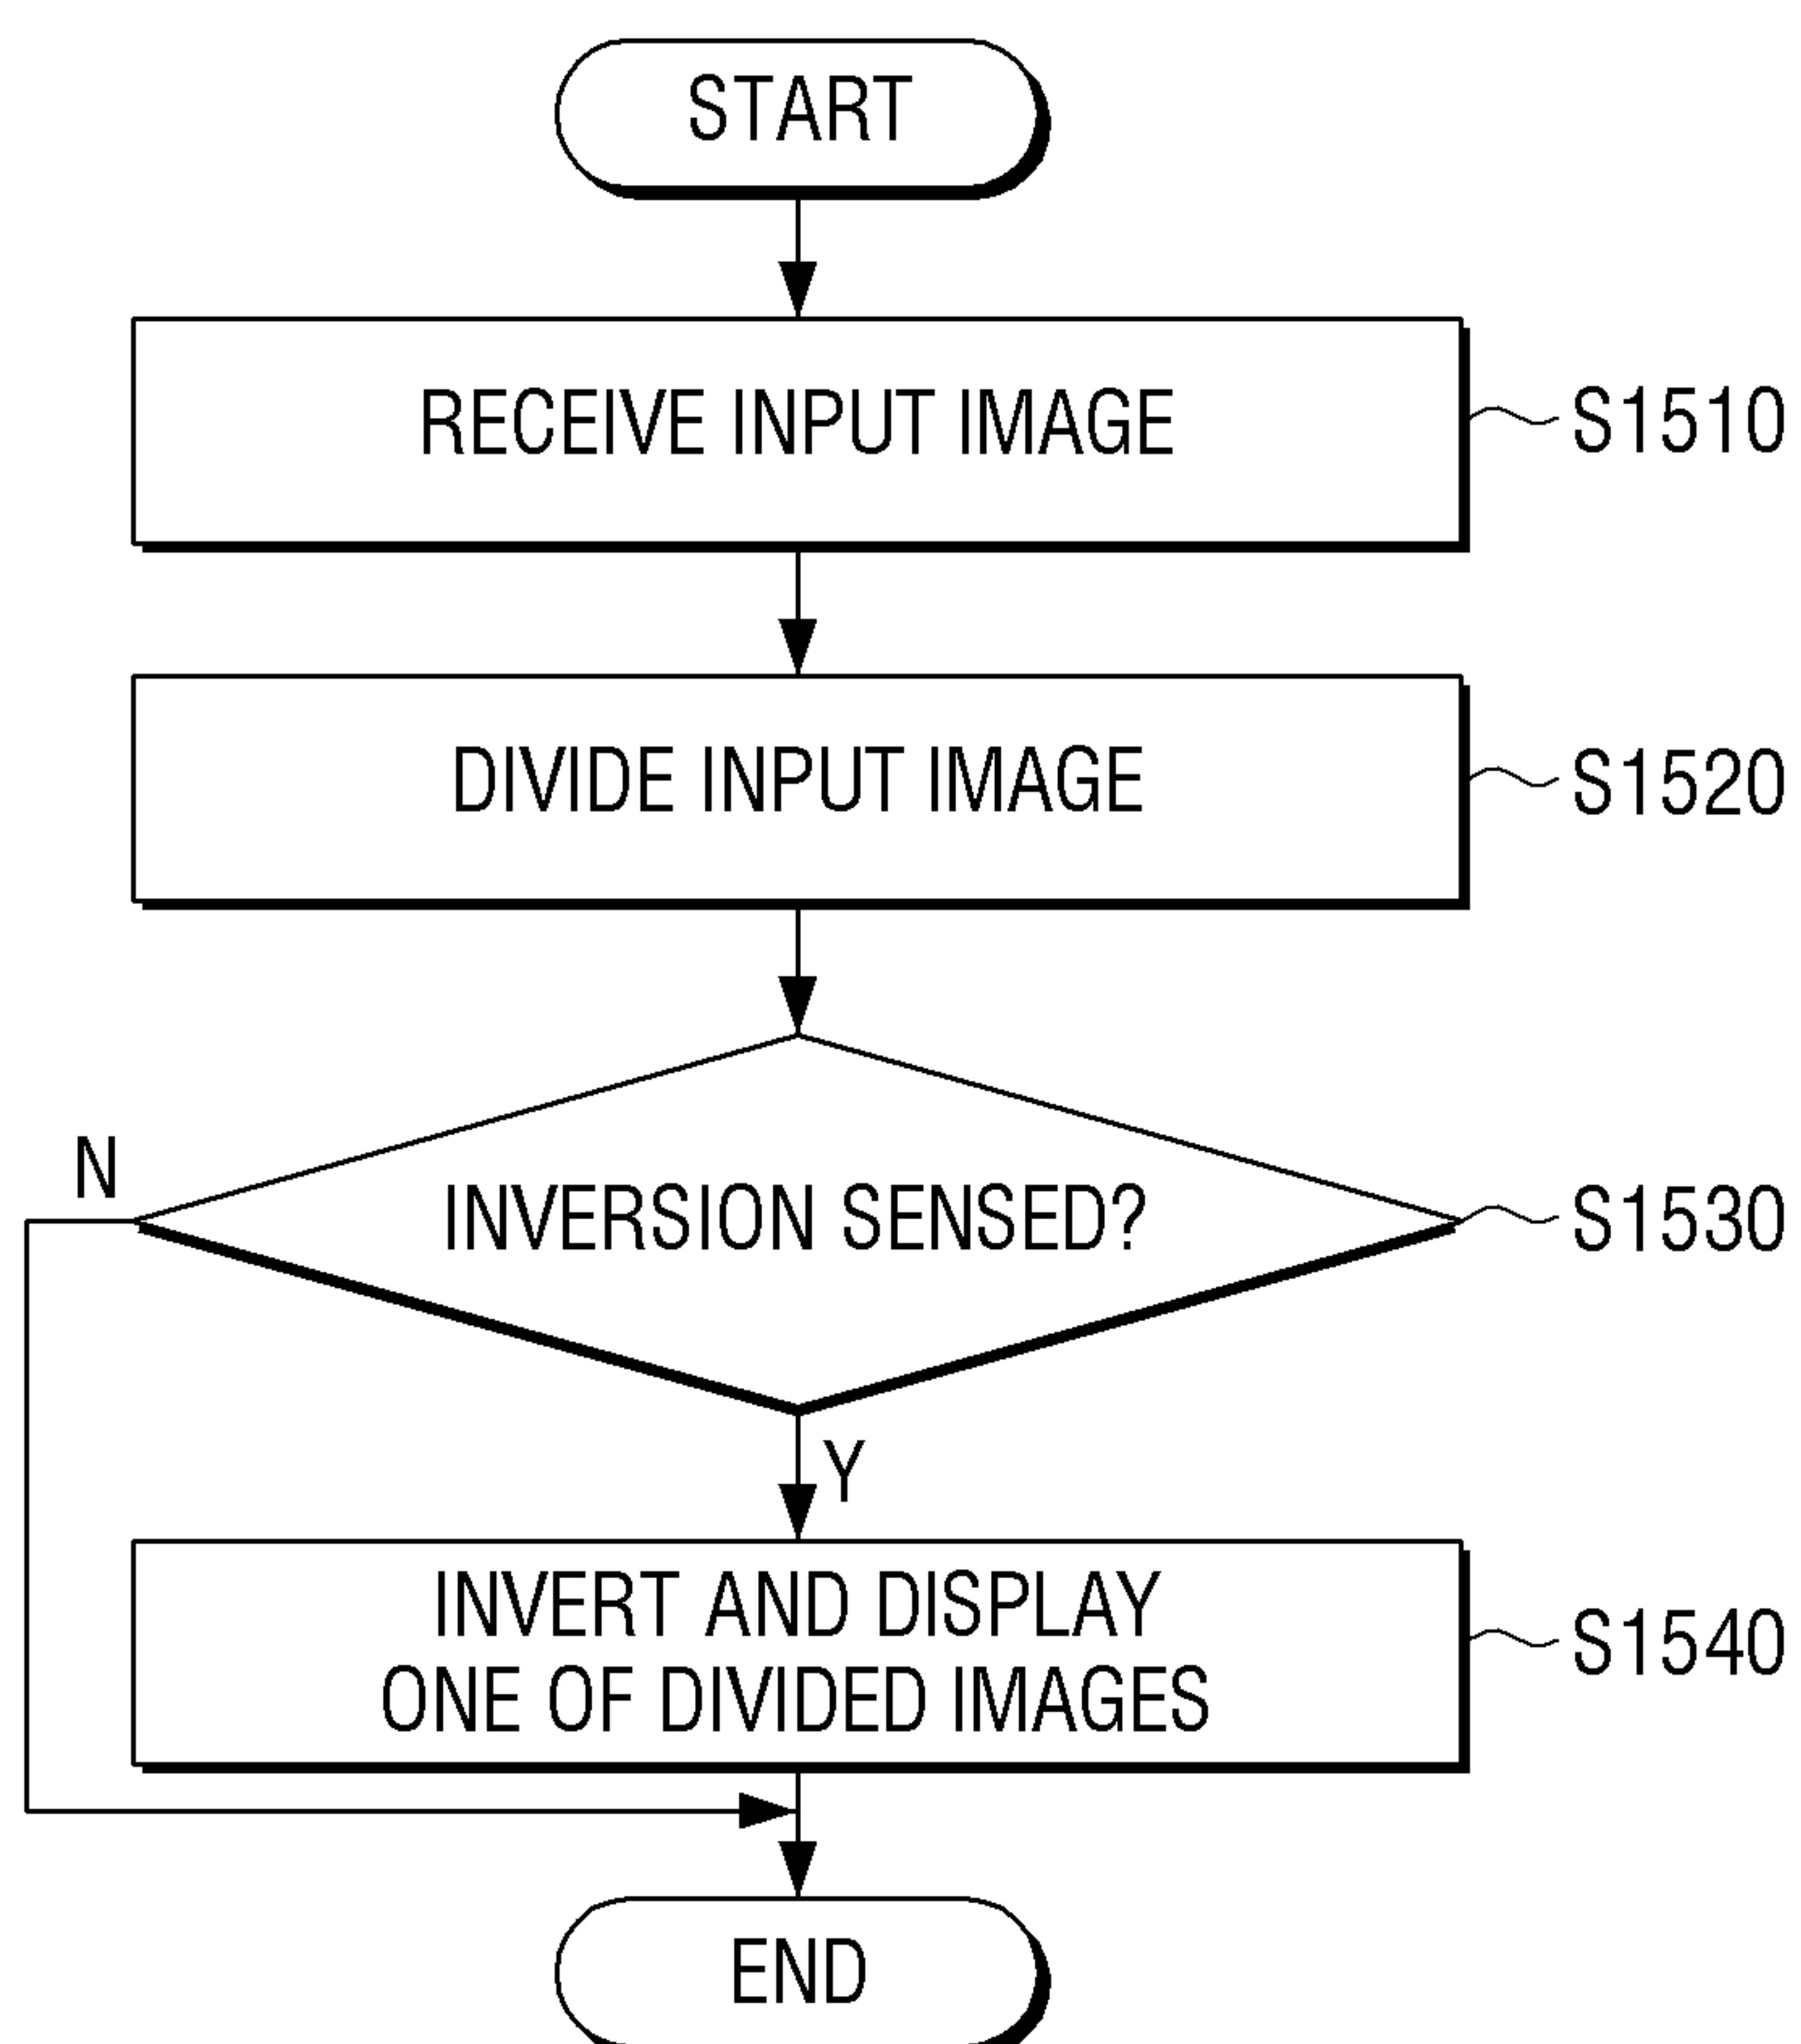 START
RECEIVE INPUT IMAGE
S1510
DIVIDE INPUT IMAGE
S1520
N
INVERSION SENSED?
S1530
Y
INVERT AND DISPLAY
ONE OF DIVIDED IMAGES
S1540
END